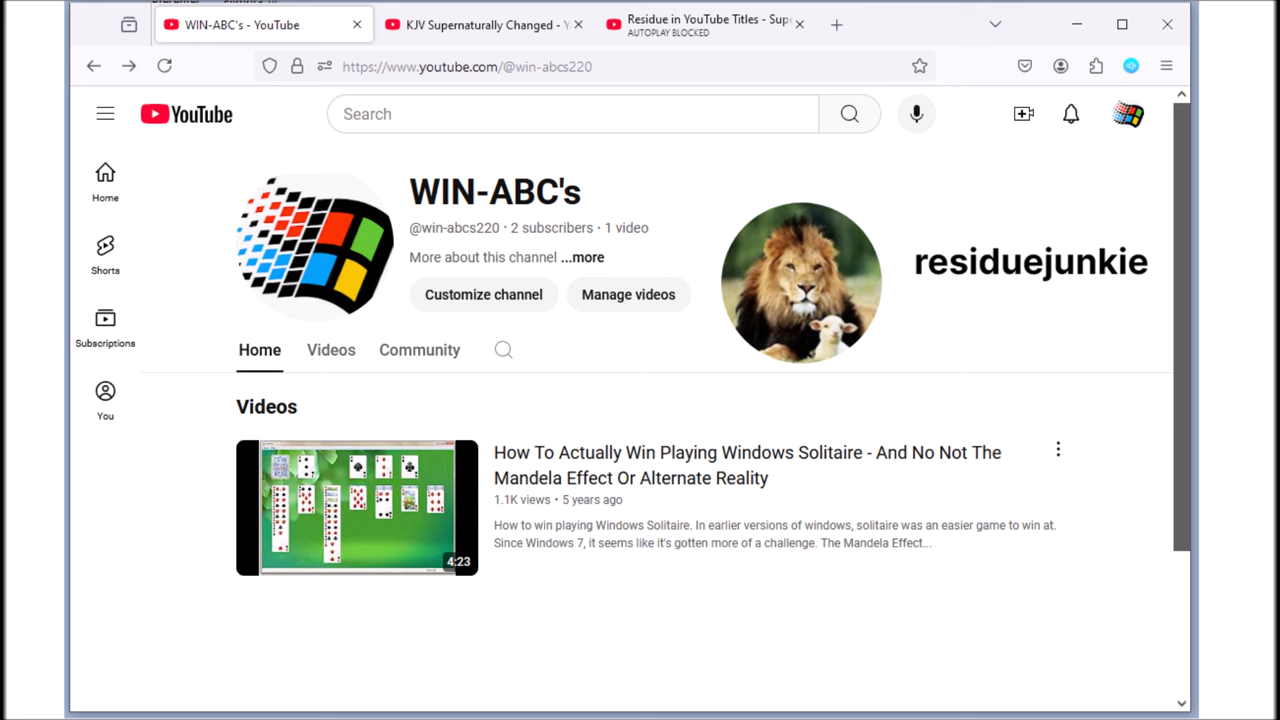 WIN-ABC's - YouTube
KJV Supernaturally Changed - Y
Residue in YouTube Titles - Supe
AUTOPLAY BLOCKED
https://www.youtube.com/@win-abcs220
YouTube
Search
Home
Shorts
Subscriptions
You
WIN-ABC's
@win-abcs220 · 2 subscribers · 1 video
More about this channel ...more
Customize channel
Manage videos
residuejunkie
Home
Videos
Community
Videos
4:23
How To Actually Win Playing Windows Solitaire - And No Not The
Mandela Effect Or Alternate Reality
1.1K views · 5 years ago
How to win playing Windows Solitaire. In earlier versions of windows, solitaire was an easier game to win at.
Since Windows 7, it seems like it's gotten more of a challenge. The Mandela Effect...